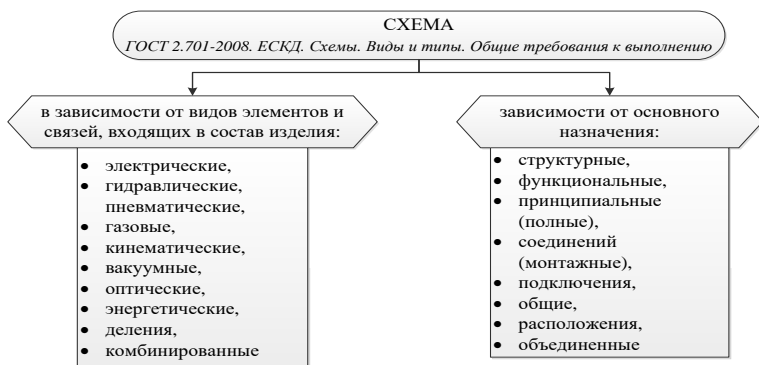 СХЕМА
ГОСТ 2.701-2008. ЕСКД. Схемы. Виды и типы. Общие требования к выполнению
в зависимости от видов элементов и
связей, входящих в состав изделия:
• электрические,
• гидравлические,
пневматические,
• газовые,
• кинематические,
• вакуумные,
• оптические,
• энергетические,
• деления,
• комбинированные
зависимости от основного
назначения:
• структурные,
• функциональные,
• принципиальные
(полные),
• соединений
(монтажные),
• подключения,
• общие,
• расположения,
• объединенные